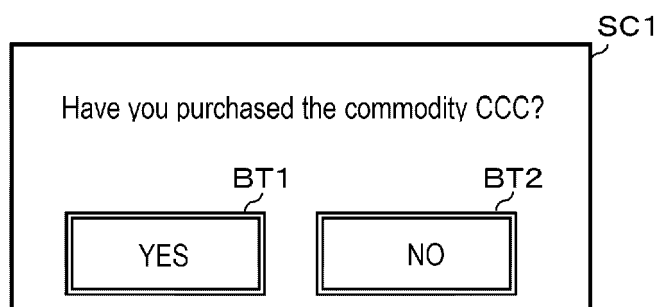 SC1
Have you purchased the commodity CCC?
BT1 BT2
YES NO